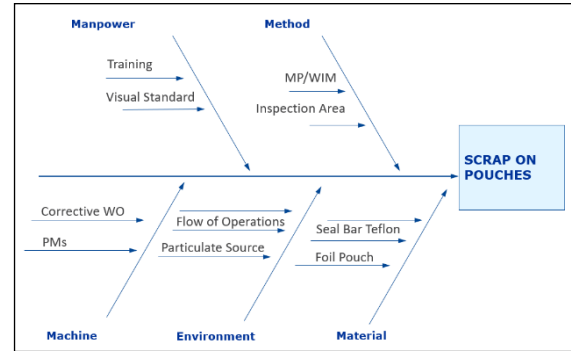 Manpower
Method
Training
Visual Standard
MP/WIM
Inspection Area
SCRAP ON
POUCHES
Corrective WO
PMs
Flow of Operations
Particulate Source
Seal Bar Teflon
Foil Pouch
Machine
Environment
Material